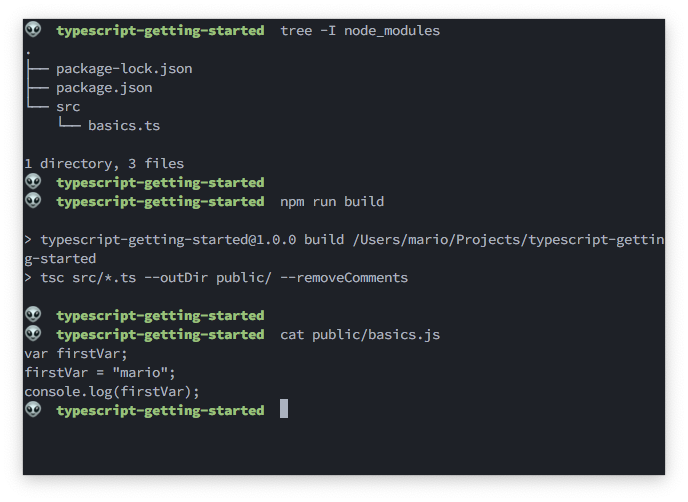 👽 typescript-getting-started tree -I node_modules
.
├── package-lock.json
├── package.json
└── src
    └── basics.ts

1 directory, 3 files
👽 typescript-getting-started
👽 typescript-getting-started npm run build

> typescript-getting-started@1.0.0 build /Users/mario/Projects/typescript-gettin
g-started
> tsc src/*.ts --outDir public/ --removeComments

👽 typescript-getting-started
👽 typescript-getting-started cat public/basics.js
var firstVar;
firstVar = "mario";
console.log(firstVar);
👽 typescript-getting-started